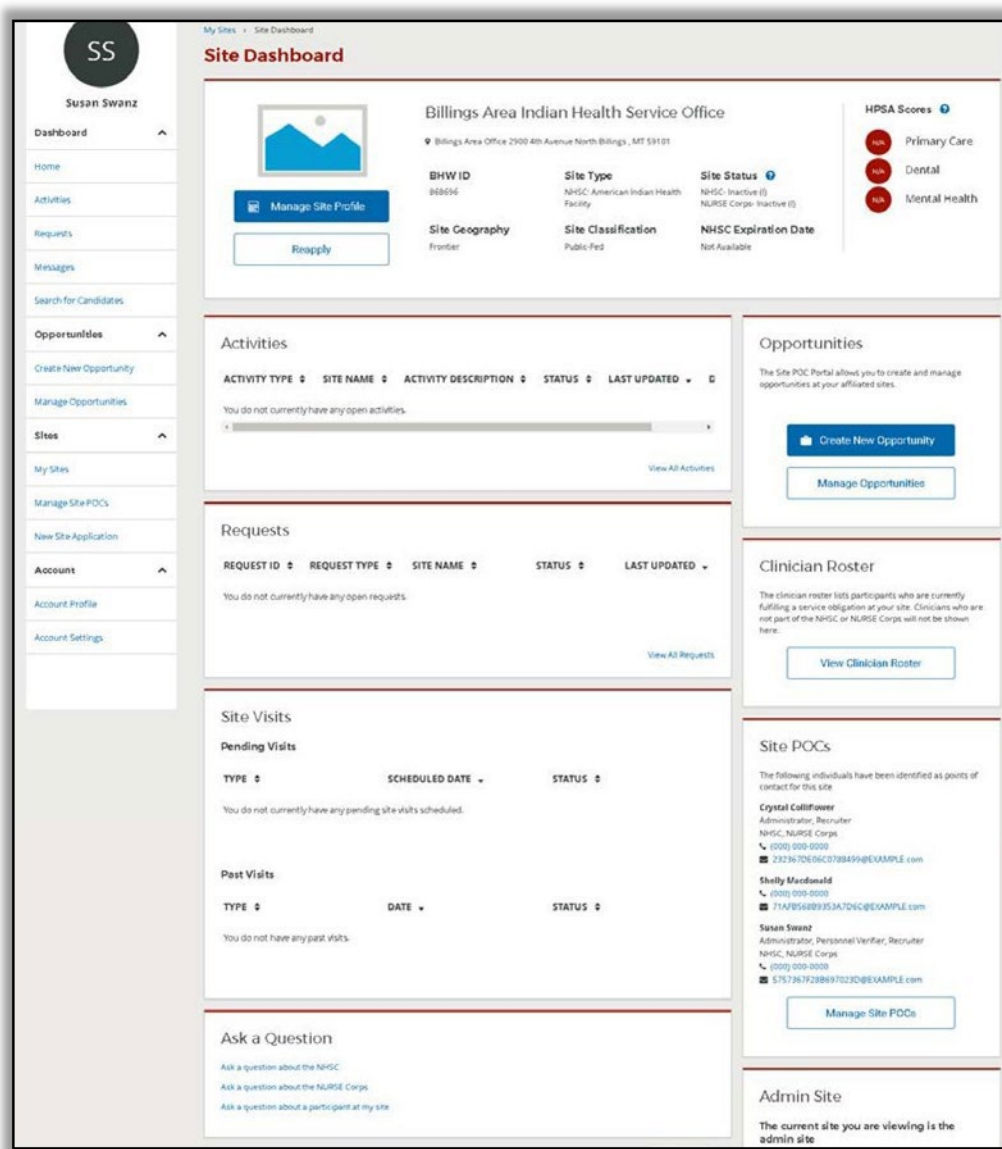 SS
Susan Swanz
Dashboard
Home
Activities
Requests
Messages
Search for Candidates
Opportunities
Create New Opportunity
Manage Opportunities
Sites
My Sites
Manage Site POCs
New Site Application
Account
Account Profile
Account Settings
My Sites › Site Dashboard
Site Dashboard
Manage Site Profile
Reapply
Billings Area Indian Health Service Office
Billings Area Office 2900 4th Avenue North Billings , MT 59101
BHW ID
Site Type
NHSC: American Indian Health
Facility
Site Status
NHSC- Inactive (I)
NURSE Corps- Inactive (I)
Site Geography
Frontier
Site Classification
Public-Fed
NHSC Expiration Date
Not Available
HPSA Scores
N/A Primary Care
N/A Dental
N/A Mental Health
Activities
ACTIVITY TYPE SITE NAME ACTIVITY DESCRIPTION STATUS LAST UPDATED
You do not currently have any open activities.
View All Activities
Requests
REQUEST ID REQUEST TYPE SITE NAME STATUS LAST UPDATED
You do not currently have any open requests.
View All Requests
Site Visits
Pending Visits
TYPE SCHEDULED DATE STATUS
You do not currently have any pending site visits scheduled.
Past Visits
TYPE DATE STATUS
You do not have any past visits.
Ask a Question
Ask a question about the NHSC
Ask a question about the NURSE Corps
Ask a question about a participant at my site
Opportunities
The Site POC Portal allows you to create and manage
opportunities at your affiliated sites.
Create New Opportunity
Manage Opportunities
Clinician Roster
The clinician roster lists participants who are currently
fulfilling a service obligation at your site. Clinicians who are
not part of the NHSC or NURSE Corps will not be shown
here.
View Clinician Roster
Site POCs
The following individuals have been identified as points of
contact for this site
Crystal Colliflower
Administrator, Recruiter
NHSC, NURSE Corps
(000) 000-0000
Shelly Macdonald
(000) 000-0000
Susan Swanz
Administrator, Personnel Verifier, Recruiter
NHSC, NURSE Corps
(000) 000-0000
Manage Site POCs
Admin Site
The current site you are viewing is the
admin site